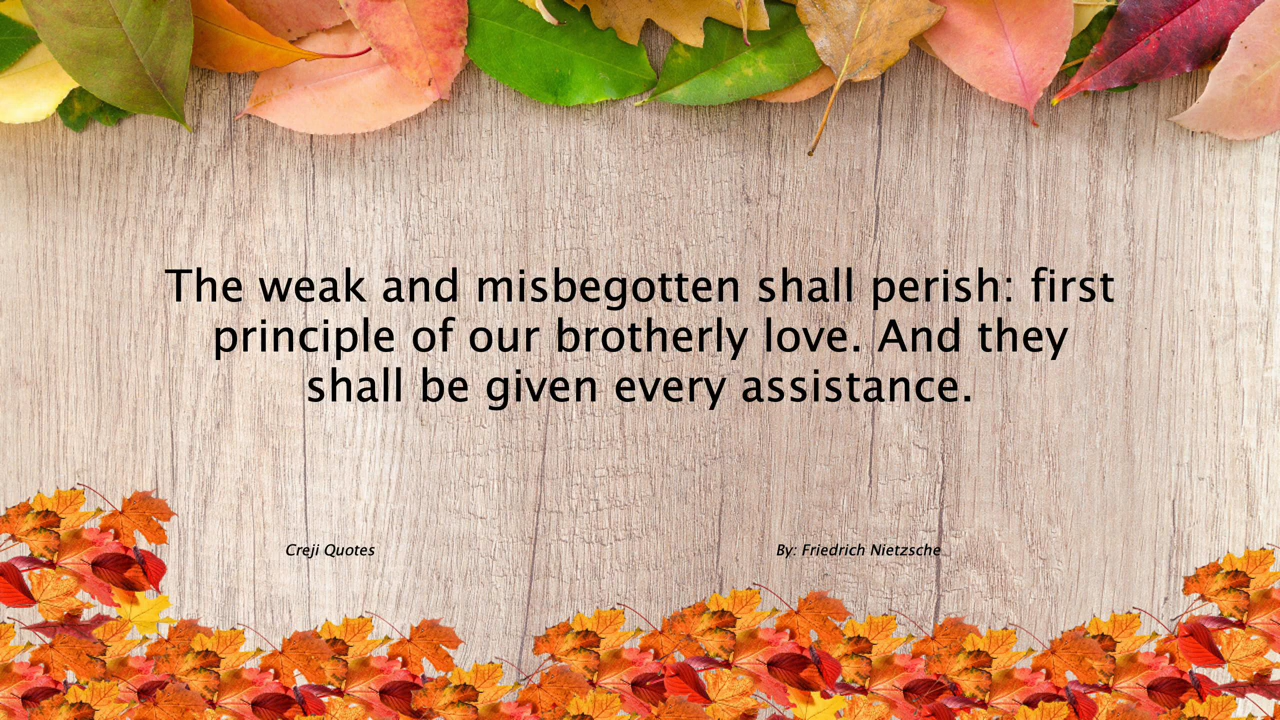 The weak and misbegotten shall perish: first
principle of our brotherly love. And they
shall be given every assistance.
Creji Quotes
By: Friedrich Nietzsche